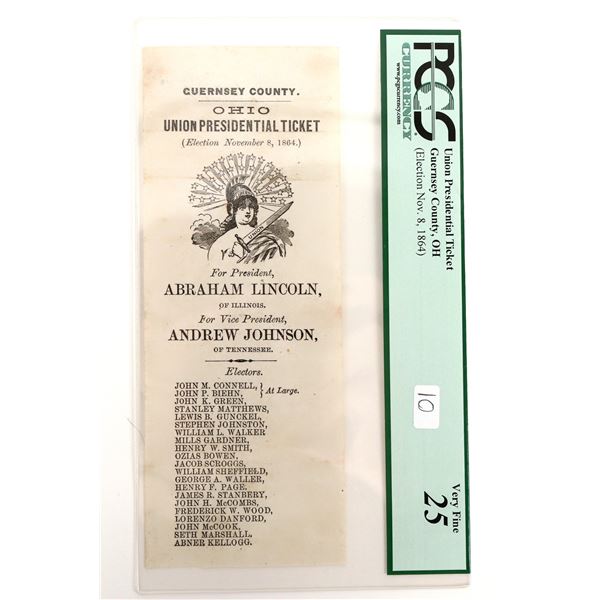 GUERNSEY COUNTY.
OHIO
UNION PRESIDENTIAL TICKET
(Election November 8, 1864.)
UNION
For President,
ABRAHAM LINCOLN,
OF ILLINOIS.
For Vice President,
ANDREW JOHNSON,
OF TENNESSEE.
Electors.
JOHN M. CONNELL,
JOHN P. BIEHN,
At Large.
JOHN K. GREEN,
STANLEY MATTHEWS,
LEWIS B. GUNCKEL,
STEPHEN JOHNSTON,
WILLIAM L. WALKER
MILLS GARDNER,
HENRY W. SMITH,
OZIAS BOWEN,
JACOB SCROGGS,
WILLIAM SHEFFIELD,
GEORGE A. WALLER,
HENRY F. PAGE.
JAMES R. STANBERY,
JOHN H. McCOMBS,
FREDERICK W. WOOD,
LORENZO DANFORD,
JOHN McCOOK,
SETH MARSHALL,
ABNER KELLOGG.
PCGS
CURRENCY
www.pcgscurrency.com
Union Presidential Ticket
Guernsey County, OH
(Election Nov. 8, 1864)
10
Very Fine
25